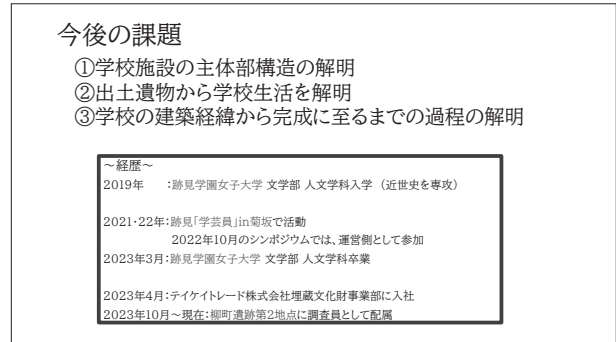 今後の課題
①学校施設の主体部構造の解明
②出土遺物から学校生活を解明
③学校の建築経緯から完成に至るまでの過程の解明
～経歴～
2019年　　：跡見学園女子大学 文学部 人文学科入学 （近世史を専攻）
2021・22年：跡見「学芸員」in菊坂で活動
2022年10月のシンポジウムでは、運営側として参加
2023年3月：跡見学園女子大学 文学部 人文学科卒業
2023年4月：テイケイトレード株式会社埋蔵文化財事業部に入社
2023年10月～現在：柳町遺跡第2地点に調査員として配属